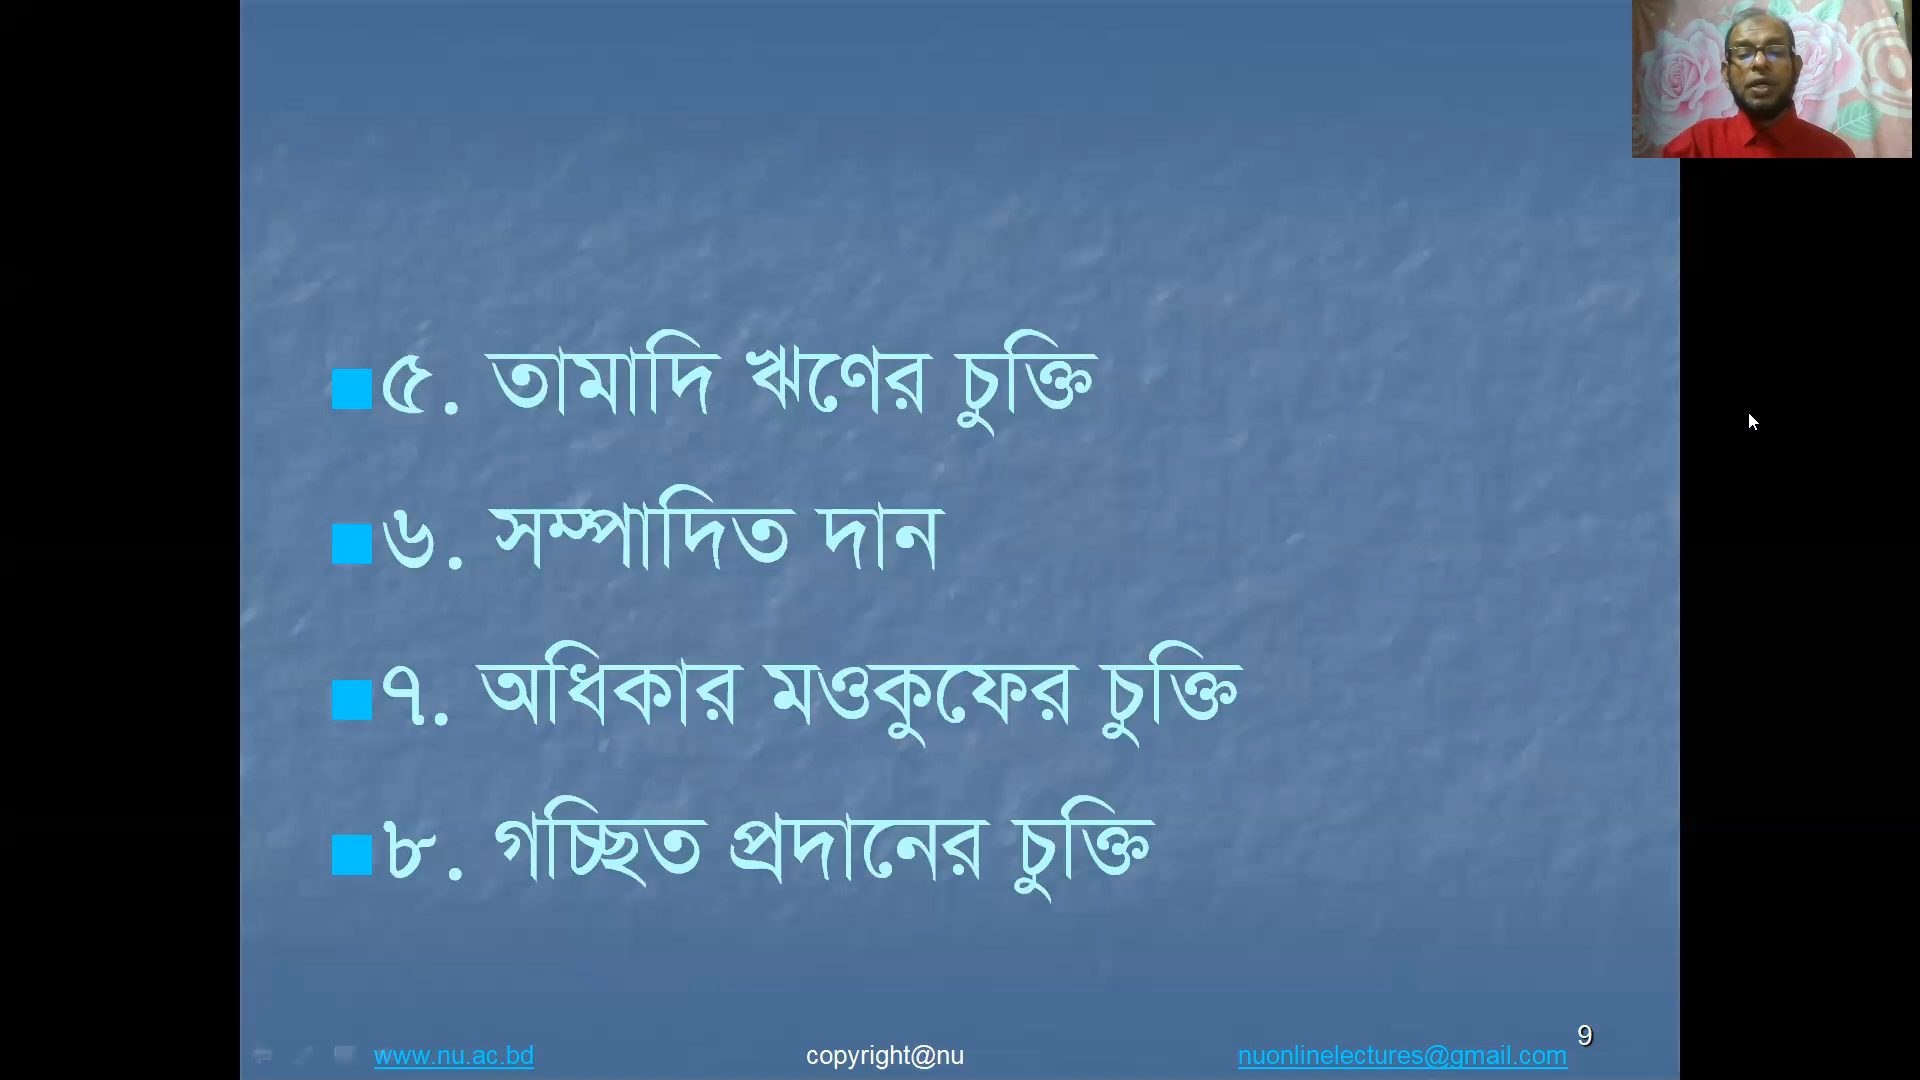 ৫. তামাদি ঋণের চুক্তি
৬. সম্পাদিত দান
৭. অধিকার মওকুফের চুক্তি
৮. গচ্ছিত প্রদানের চুক্তি
9
www.nu.ac.bd copyright@nu nuonlinelectures@gmail.com